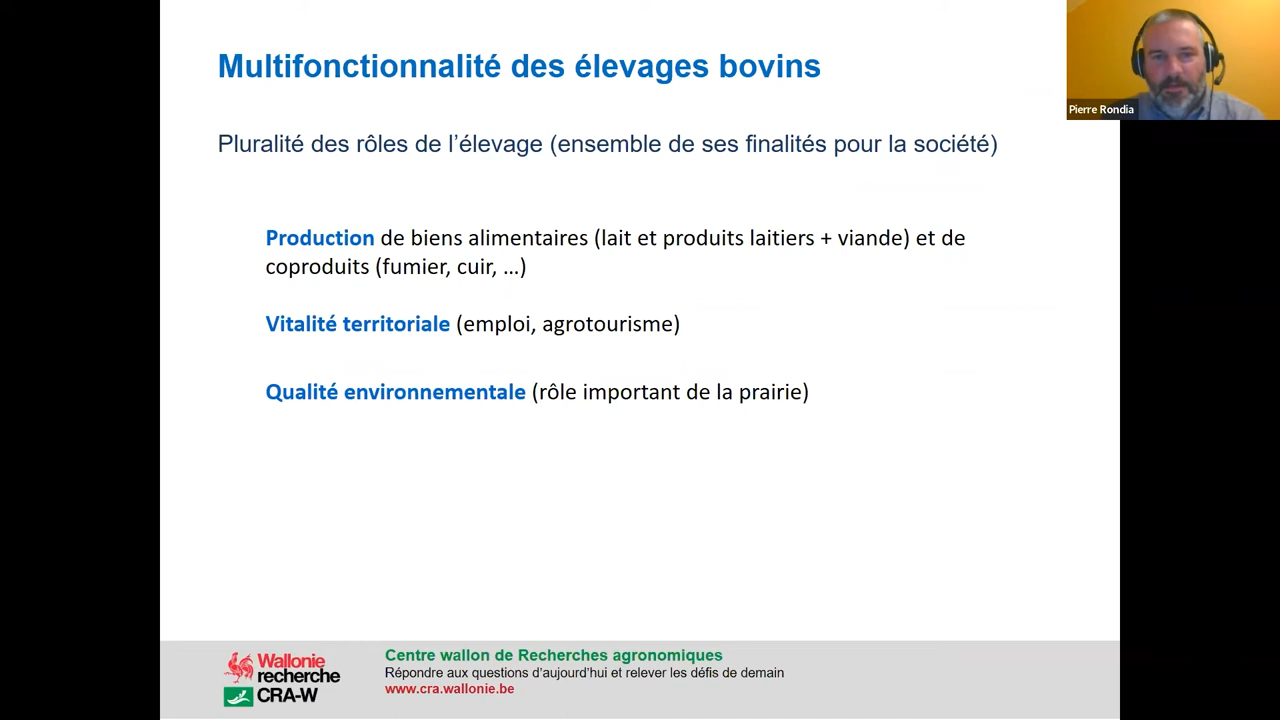 Multifonctionnalité des élevages bovins
Pierre Rondia
Pluralité des rôles de l’élevage (ensemble de ses finalités pour la société)
Production de biens alimentaires (lait et produits laitiers + viande) et de
coproduits (fumier, cuir, …)
Vitalité territoriale (emploi, agrotourisme)
Qualité environnementale (rôle important de la prairie)
Wallonie
recherche
CRA-W
Centre wallon de Recherches agronomiques
Répondre aux questions d’aujourd’hui et relever les défis de demain
www.cra.wallonie.be